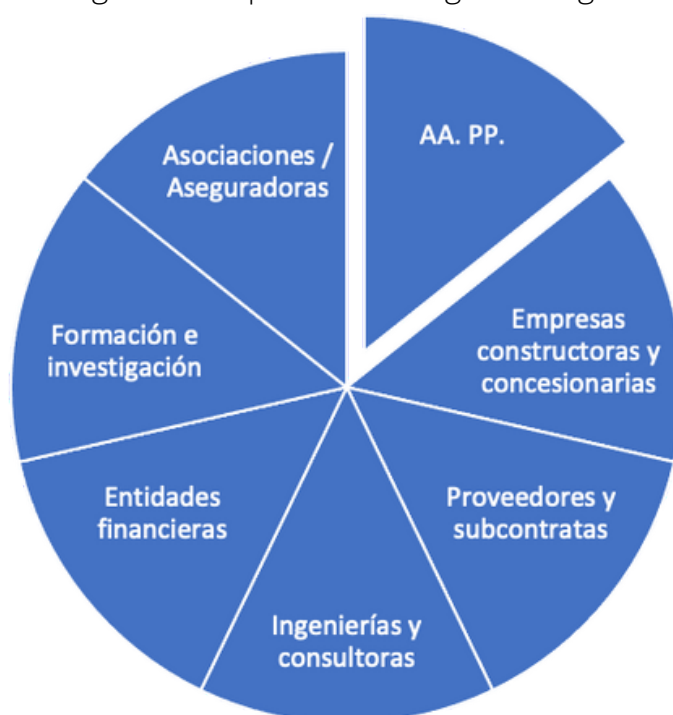 AA. PP.
Empresas
constructoras y
concesionarias
Proveedores y
subcontratas
Ingenierías y
consultoras
Entidades
financieras
Formación e
investigación
Asociaciones /
Aseguradoras